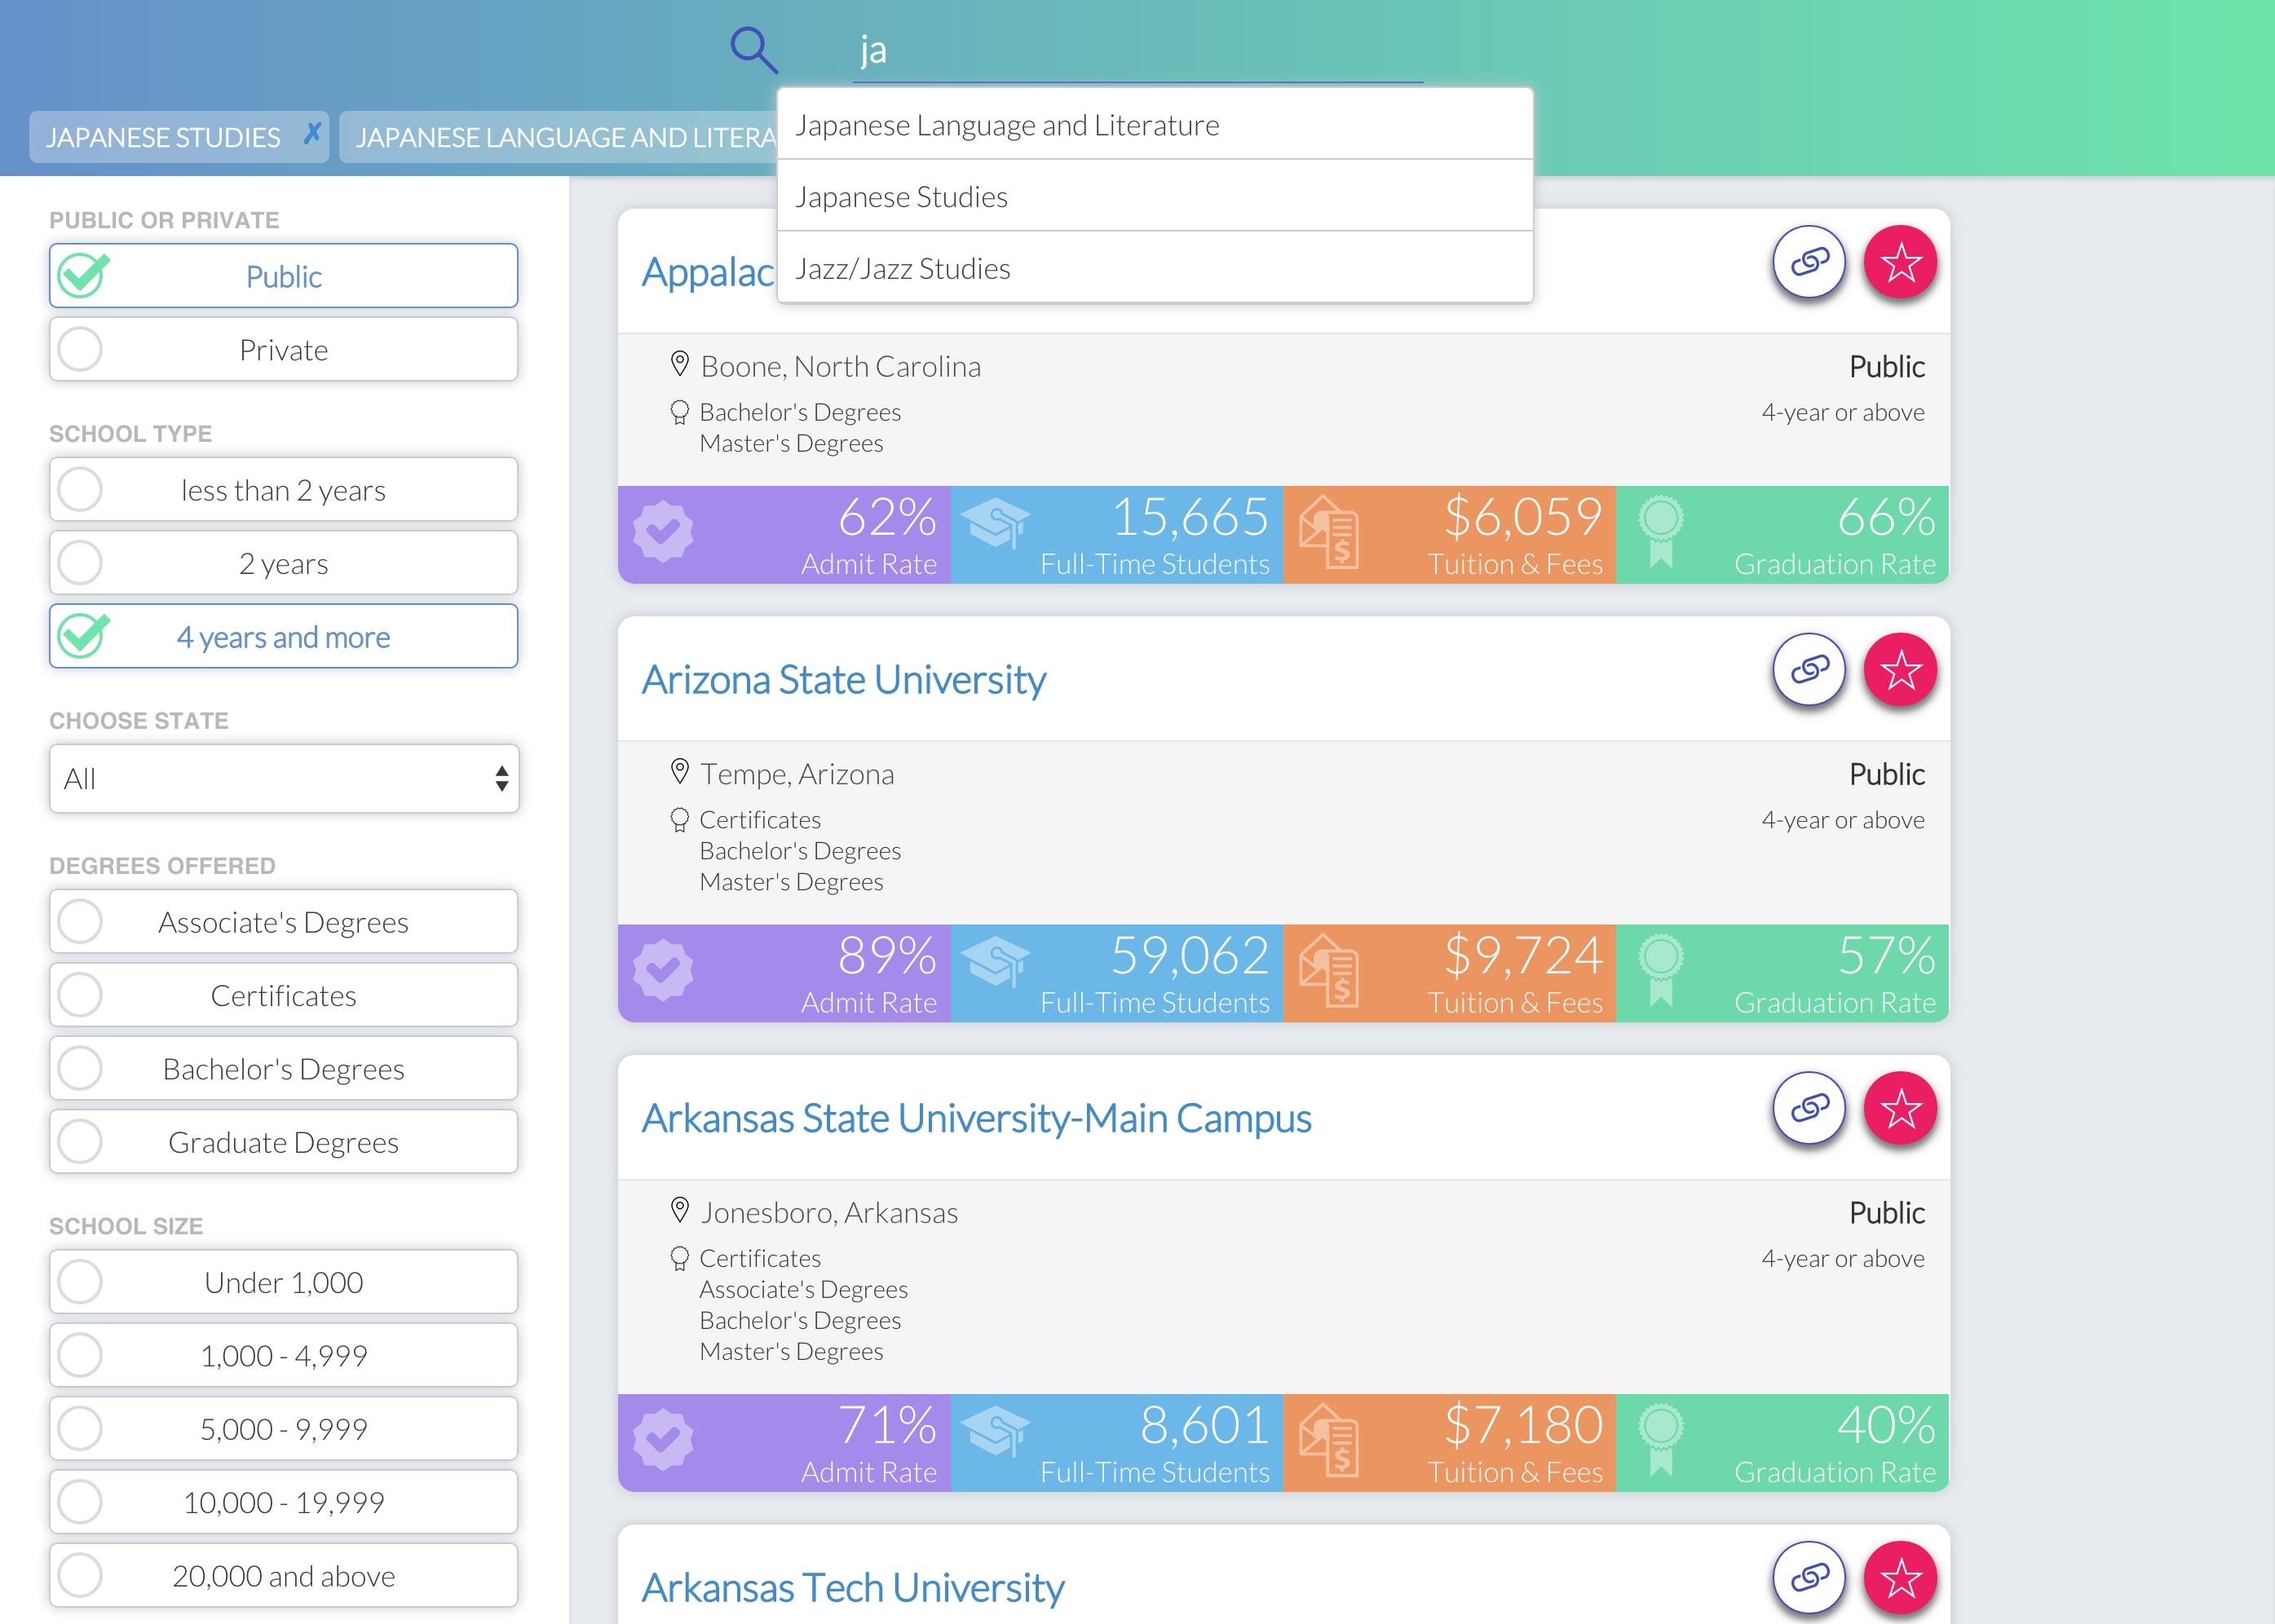 ja
JAPANESE STUDIES ✗ JAPANESE LANGUAGE AND LITERA
Japanese Language and Literature
Japanese Studies
Jazz/Jazz Studies
PUBLIC OR PRIVATE
Public
Private
SCHOOL TYPE
less than 2 years
2 years
4 years and more
CHOOSE STATE
All
DEGREES OFFERED
Associate's Degrees
Certificates
Bachelor's Degrees
Graduate Degrees
SCHOOL SIZE
Under 1,000
1,000 - 4,999
5,000 - 9,999
10,000 - 19,999
20,000 and above
Appalac
Boone, North Carolina
Public
Bachelor's Degrees
4-year or above
Master's Degrees
62% 15,665 $6,059 66%
Admit Rate Full-Time Students Tuition & Fees Graduation Rate
Arizona State University
Tempe, Arizona
Public
Certificates
4-year or above
Bachelor's Degrees
Master's Degrees
89% 59,062 $9,724 57%
Admit Rate Full-Time Students Tuition & Fees Graduation Rate
Arkansas State University-Main Campus
Jonesboro, Arkansas
Public
Certificates
4-year or above
Associate's Degrees
Bachelor's Degrees
Master's Degrees
71% 8,601 $7,180 40%
Admit Rate Full-Time Students Tuition & Fees Graduation Rate
Arkansas Tech University